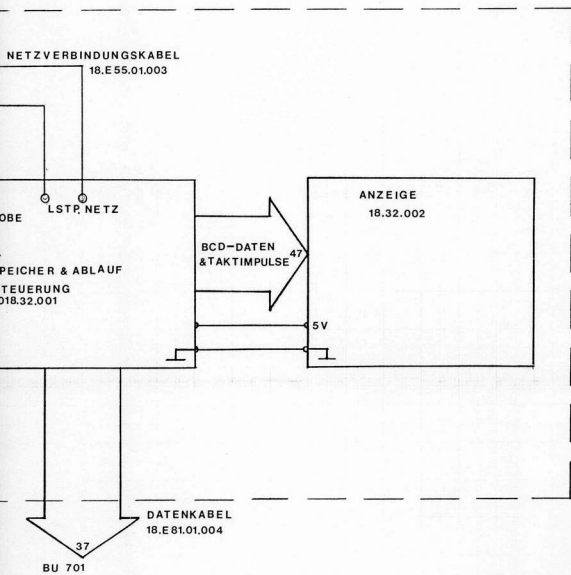 NETZVERBINDUNGSKABEL
18.E55.01.003
LSTP. NETZ
OBE
PEICHER & ABLAUF
TEUERUNG
018.32.001
BCD-DATEN
&TAKTIMPULSE
47
ANZEIGE
18.32.002
5V
DATENKABEL
18.E81.01.004
37
BU 701